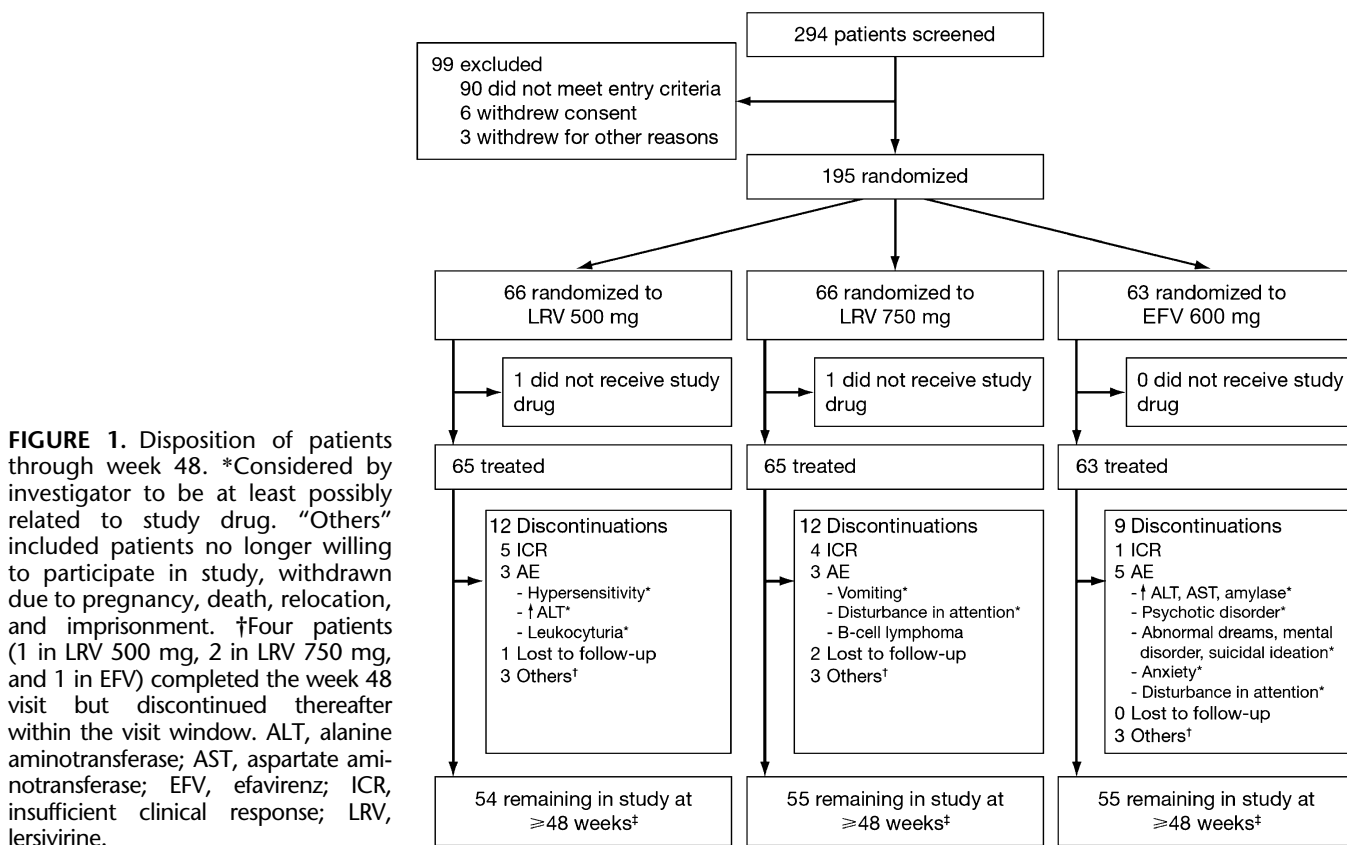 294 patients screened
99 excluded
90 did not meet entry criteria
6 withdrew consent
3 withdrew for other reasons
195 randomized
66 randomized to
LRV 500 mg
66 randomized to
LRV 750 mg
63 randomized to
EFV 600 mg
1 did not receive study
drug
1 did not receive study
drug
0 did not receive study
drug
65 treated
65 treated
63 treated
12 Discontinuations
5 ICR
3 AE
- Hypersensitivity*
- ↑ ALT*
- Leukocyturia*
1 Lost to follow-up
3 Others†
12 Discontinuations
4 ICR
3 AE
- Vomiting*
- Disturbance in attention*
- B-cell lymphoma
2 Lost to follow-up
3 Others†
9 Discontinuations
1 ICR
5 AE
- ↑ ALT, AST, amylase*
- Psychotic disorder*
- Abnormal dreams, mental
disorder, suicidal ideation*
- Anxiety*
- Disturbance in attention*
0 Lost to follow-up
3 Others†
54 remaining in study at
⩾48 weeks‡
55 remaining in study at
⩾48 weeks‡
55 remaining in study at
⩾48 weeks‡
FIGURE 1. Disposition of patients
through week 48. *Considered by
investigator to be at least possibly
related to study drug. “Others”
included patients no longer willing
to participate in study, withdrawn
due to pregnancy, death, relocation,
and imprisonment. †Four patients
(1 in LRV 500 mg, 2 in LRV 750 mg,
and 1 in EFV) completed the week 48
visit but discontinued thereafter
within the visit window. ALT, alanine
aminotransferase; AST, aspartate ami-
notransferase; EFV, efavirenz; ICR,
insufficient clinical response; LRV,
lersivirine.